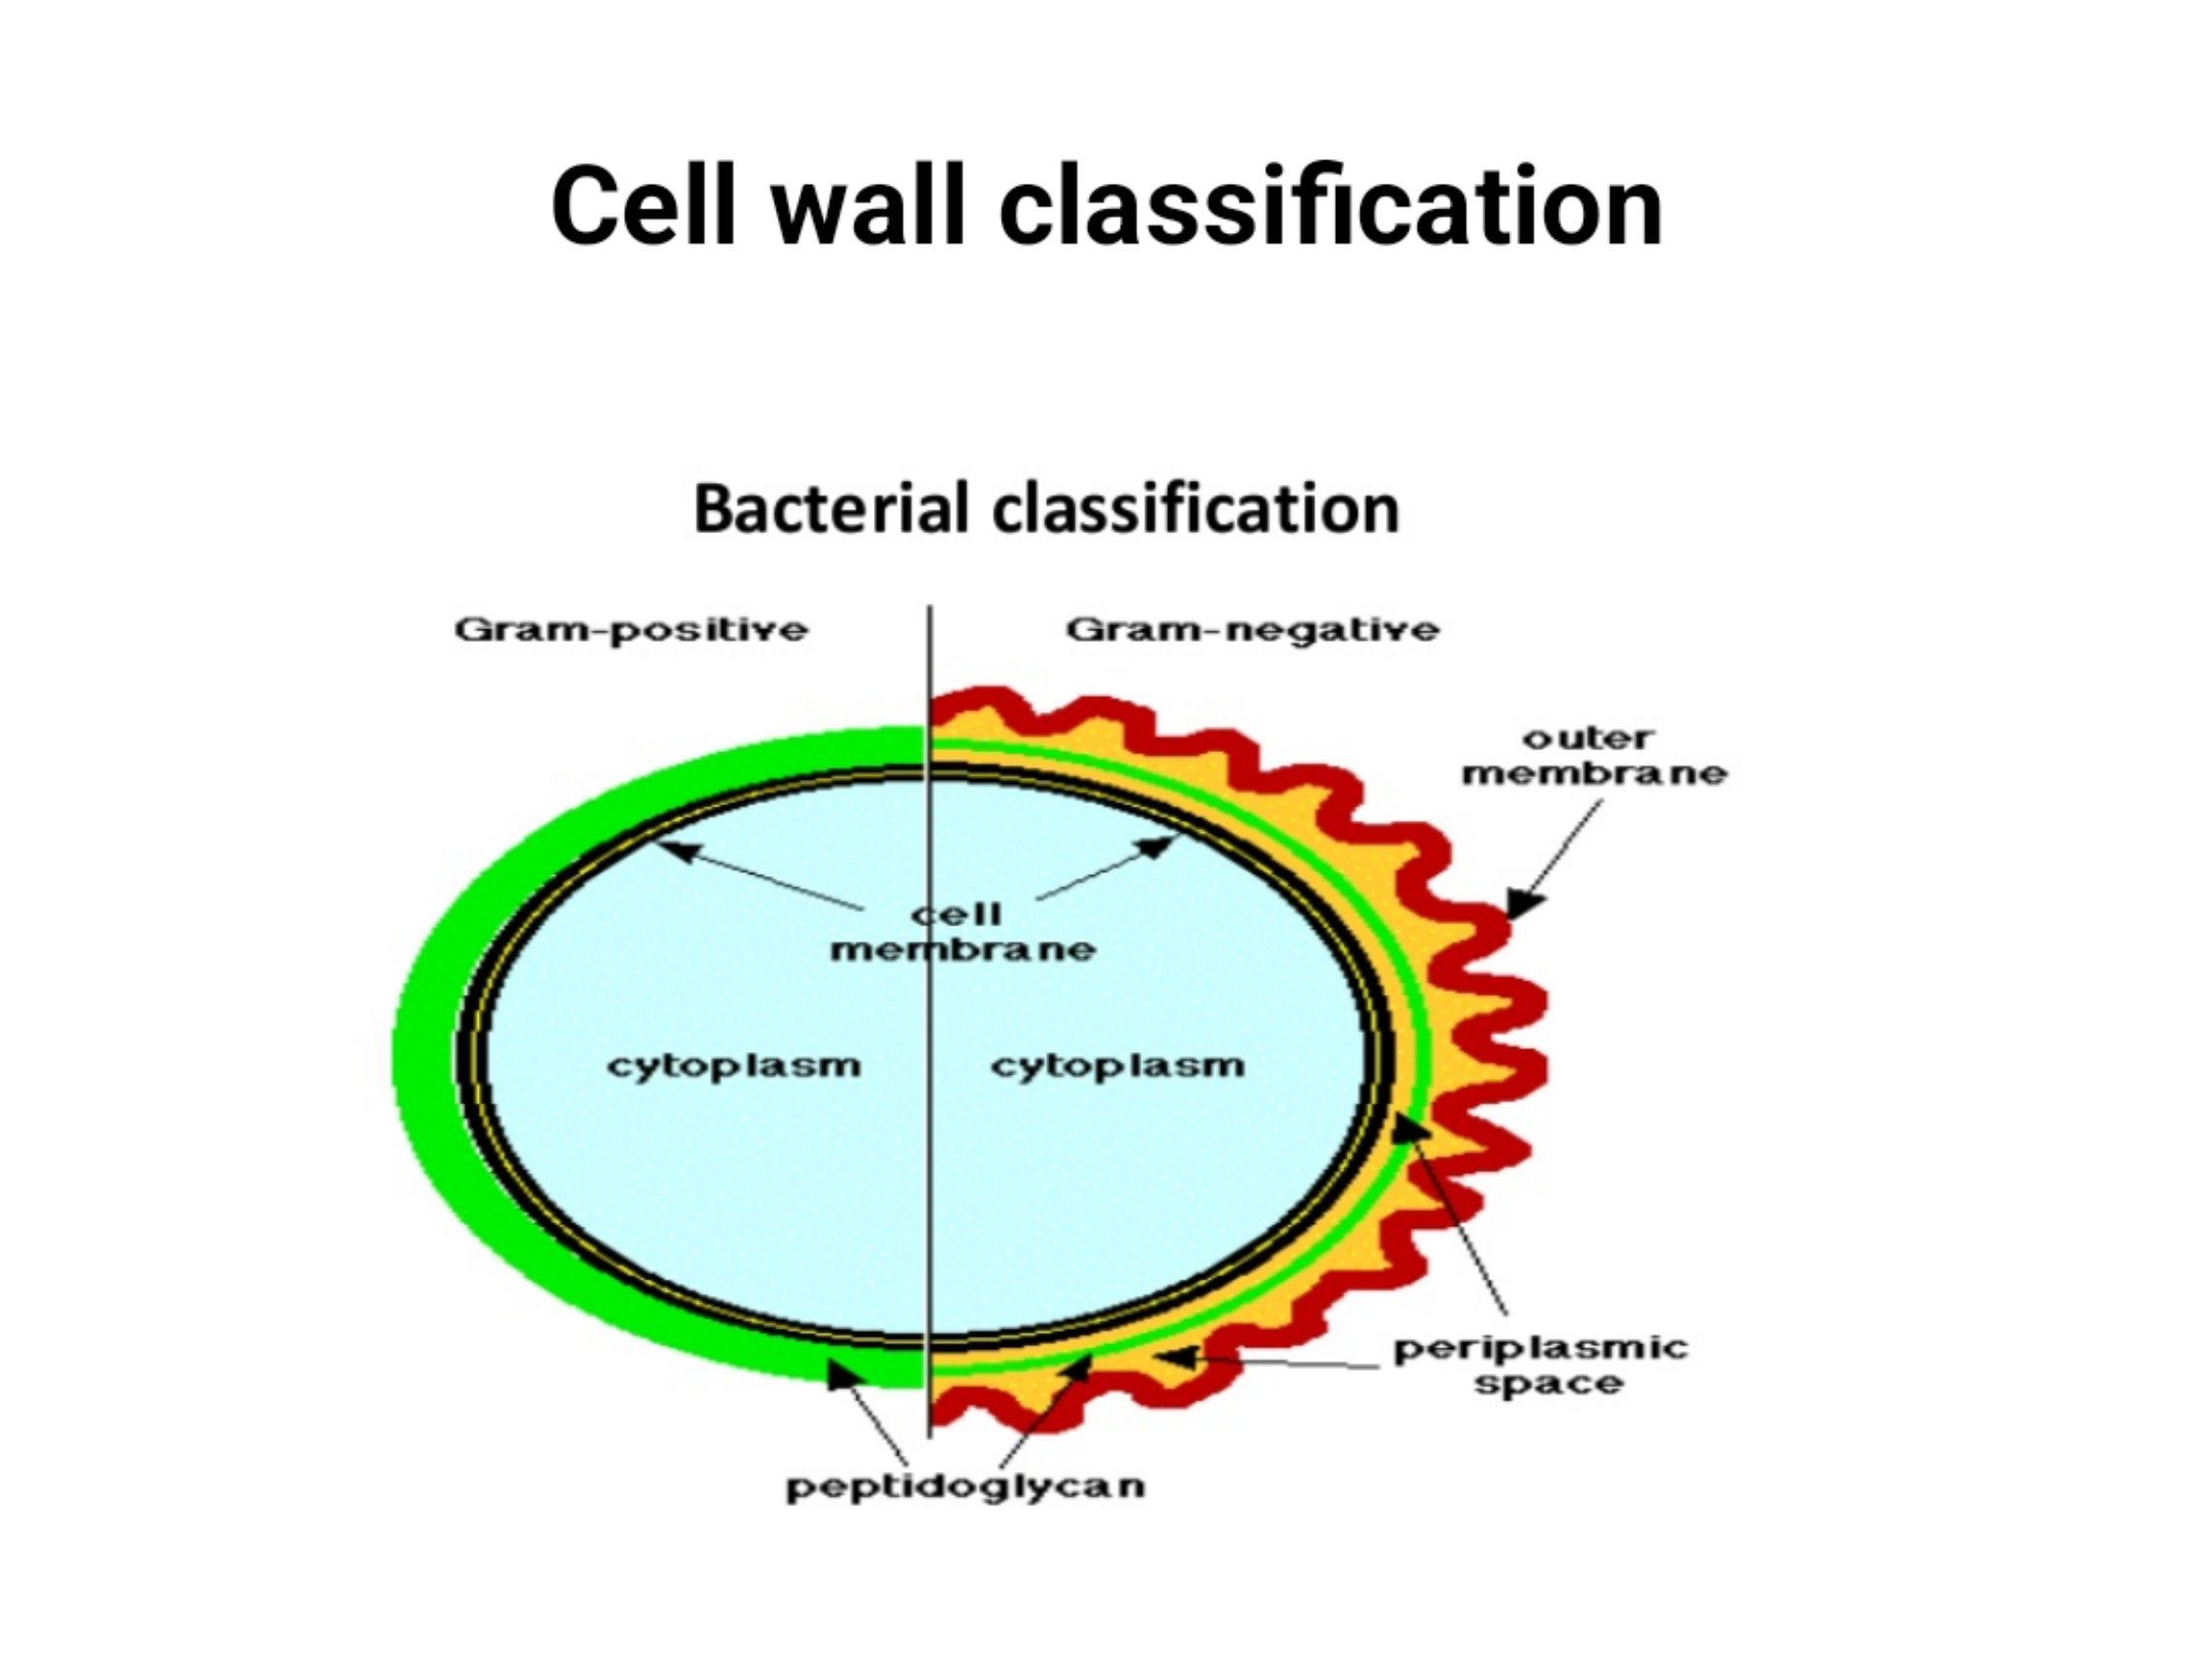 Cell wall classification
Bacterial classification
Gram-positive
Gram-negative
outer
membrane
cell
membrane
cytoplasm
cytoplasm
periplasmic
space
peptidoglycan